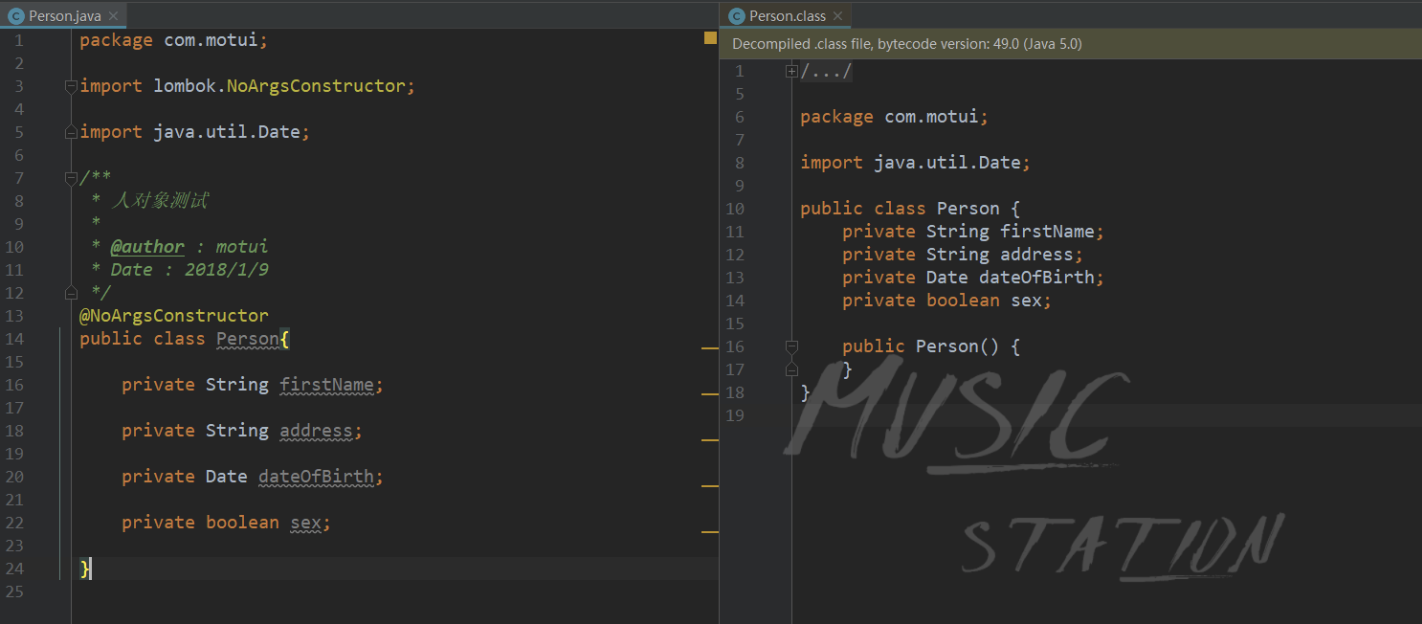 Person.java
1 package com.motui;
2
3 import lombok.NoArgsConstructor;
4
5 import java.util.Date;
6
7 /**
8 * 人对象测试
9 *
10 * @author : motui
11 * Date : 2018/1/9
12 */
13 @NoArgsConstructor
14 public class Person{
15
16 private String firstName;
17
18 private String address;
19
20 private Date dateOfBirth;
21
22 private boolean sex;
23
24 }
25
Person.class
Decompiled .class file, bytecode version: 49.0 (Java 5.0)
1 /.../
5
6 package com.motui;
7
8 import java.util.Date;
9
10 public class Person {
11 private String firstName;
12 private String address;
13 private Date dateOfBirth;
14 private boolean sex;
15
16 public Person() {
17 }
18 }
19
MUSIC
STATION